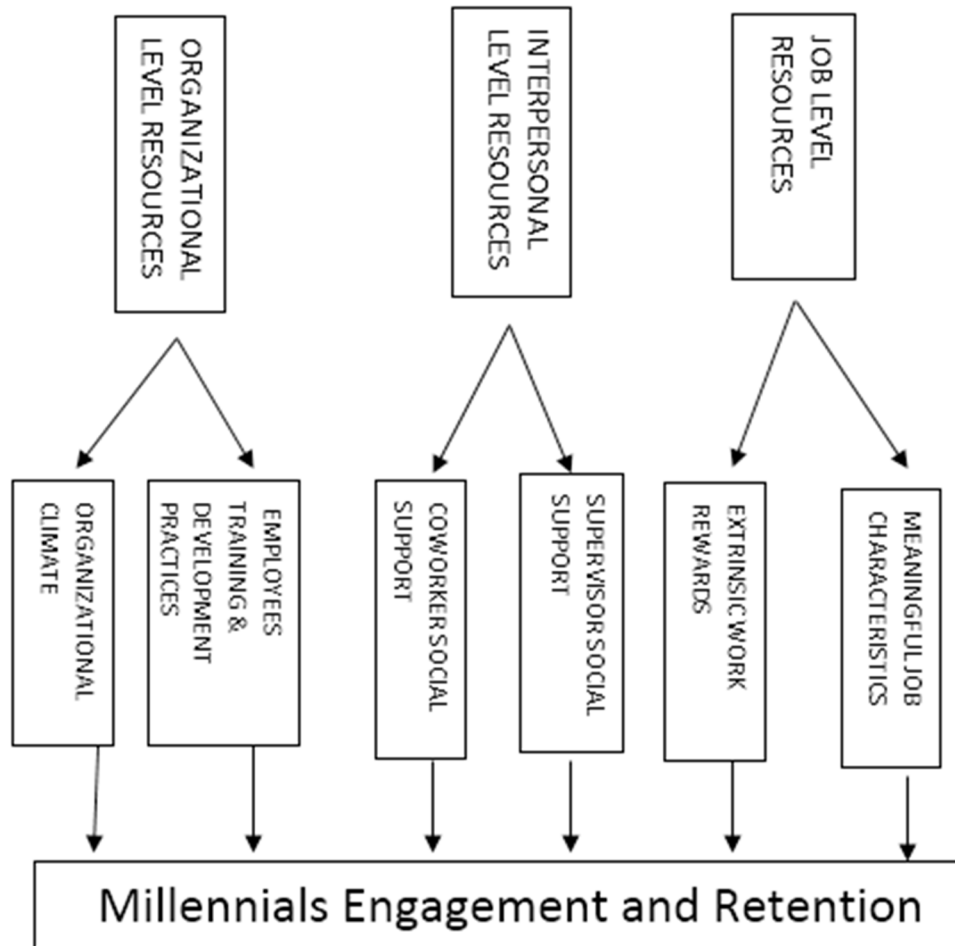 ORGANIZATIONAL
LEVEL RESOURCES
INTERPERSONAL
LEVEL RESOURCES
JOB LEVEL
RESOURCES
ORGANIZATIONAL
CLIMATE
EMPLOYEES
TRAINING &
DEVELOPMENT
PRACTICES
COWORKER SOCIAL
SUPPORT
SUPERVISOR SOCIAL
SUPPORT
EXTRINSIC WORK
REWARDS
MEANINGFUL JOB
CHARACTERISTICS
Millennials Engagement and Retention